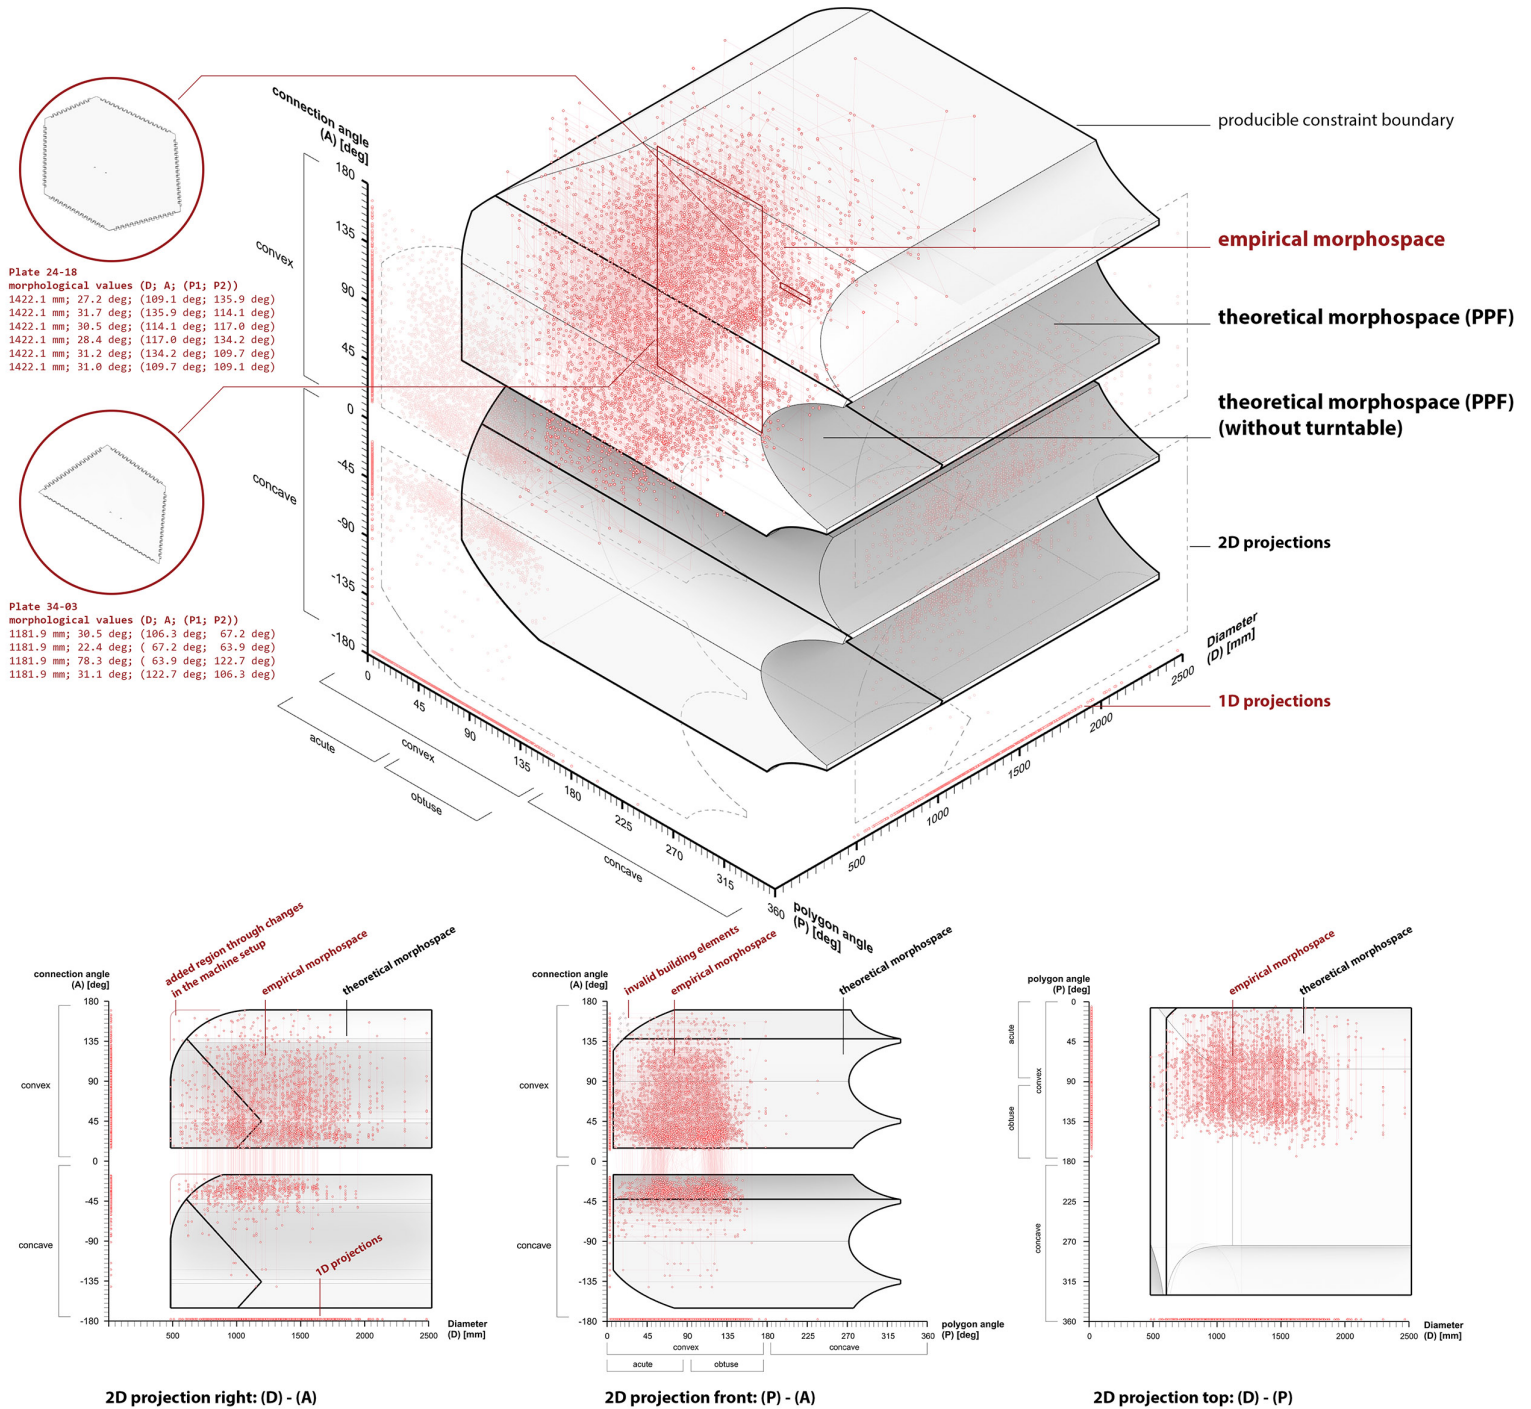 connection angle
(A) [deg]
180
135
90
45
0
-45
-90
-135
-180
convex
concave
Plate 24-18
morphological values (D; A; (P1; P2))
1422.1 mm; 27.2 deg; (109.1 deg; 135.9 deg)
1422.1 mm; 31.7 deg; (135.9 deg; 114.1 deg)
1422.1 mm; 30.5 deg; (114.1 deg; 117.0 deg)
1422.1 mm; 28.4 deg; (117.0 deg; 134.2 deg)
1422.1 mm; 31.2 deg; (134.2 deg; 109.7 deg)
1422.1 mm; 31.0 deg; (109.7 deg; 109.1 deg)
Plate 34-03
morphological values (D; A; (P1; P2))
1181.9 mm; 30.5 deg; (106.3 deg;  67.2 deg)
1181.9 mm; 22.4 deg; ( 67.2 deg;  63.9 deg)
1181.9 mm; 78.3 deg; ( 63.9 deg; 122.7 deg)
1181.9 mm; 31.1 deg; (122.7 deg; 106.3 deg)
producible constraint boundary
empirical morphospace
theoretical morphospace (PPF)
theoretical morphospace (PPF)
(without turntable)
2D projections
1D projections
Diameter
(D) [mm]
2500
2000
1500
1000
500
0
45
90
135
180
225
270
315
360
polygon angle
(P) [deg]
acute
convex
obtuse
concave
added region through changes
in the machine setup
empirical morphospace
theoretical morphospace
connection angle
(A) [deg]
180
135
90
45
0
-45
-90
-135
-180
convex
concave
1D projections
500
1000
1500
2000
2500
Diameter
(D) [mm]
2D projection right: (D) - (A)
invalid building elements
empirical morphospace
theoretical morphospace
connection angle
(A) [deg]
180
135
90
45
0
-45
-90
-135
-180
convex
concave
0
45
90
135
180
225
270
315
360
polygon angle
(P) [deg]
convex
concave
acute
obtuse
2D projection front: (P) - (A)
empirical morphospace
theoretical morphospace
polygon angle
(P) [deg]
0
45
90
135
180
225
270
315
360
acute
convex
obtuse
concave
0
500
1000
1500
2000
2500
Diameter
(D) [mm]
2D projection top: (D) - (P)